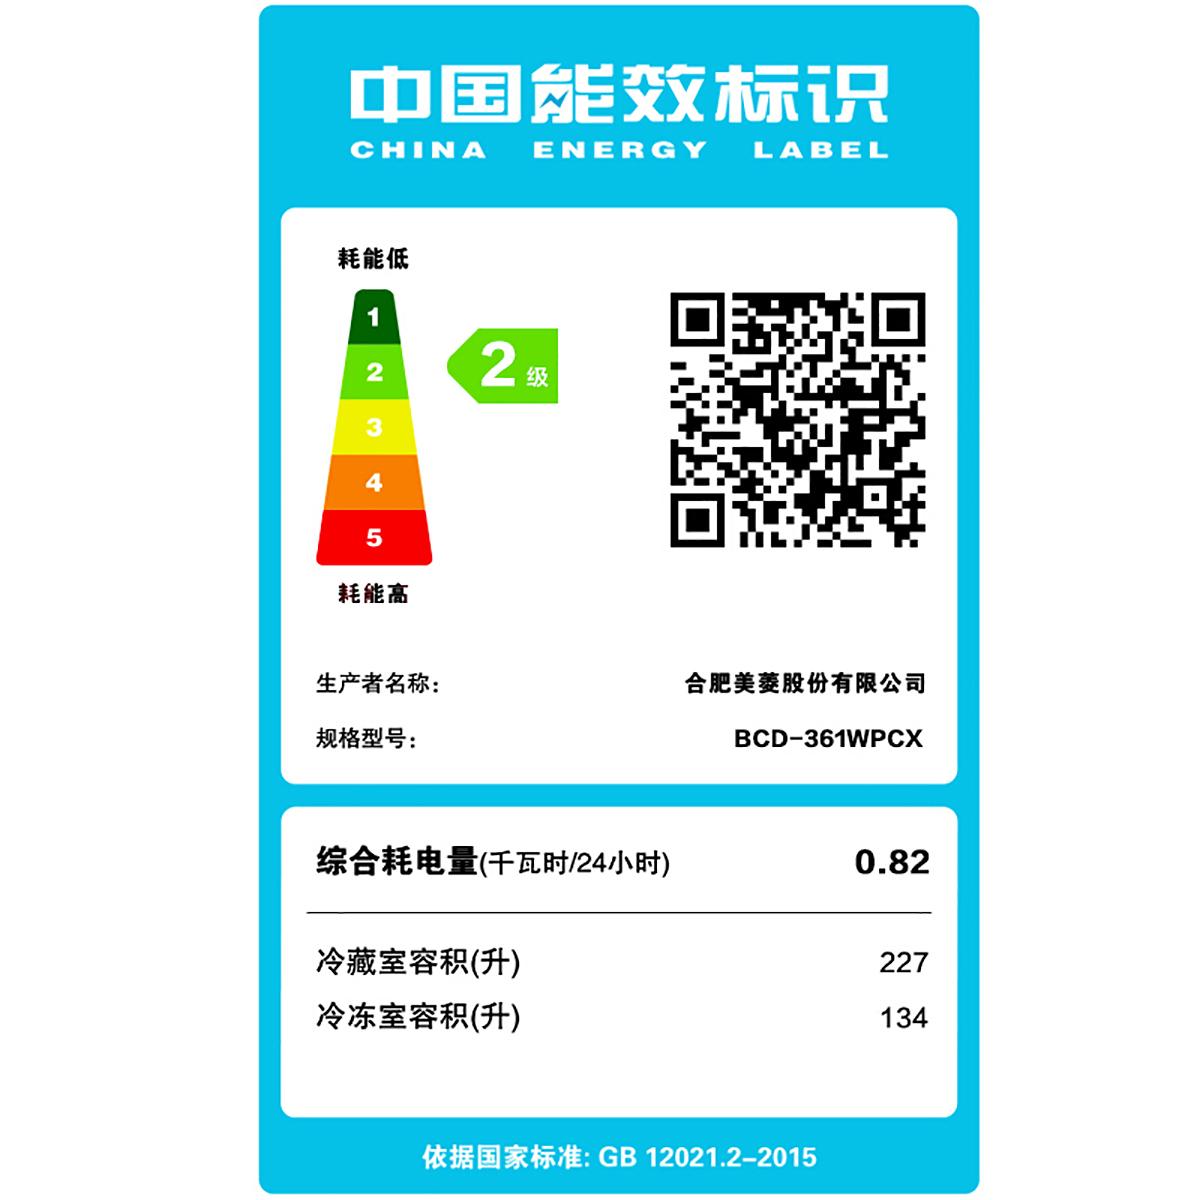 中国能效标识
CHINA ENERGY LABEL
耗能低
1
2
2级
3
4
5
耗能高
生产者名称: 合肥美菱股份有限公司
规格型号: BCD-361WPCX
综合耗电量(千瓦时/24小时) 0.82
冷藏室容积(升) 227
冷冻室容积(升) 134
依据国家标准: GB 12021.2-2015